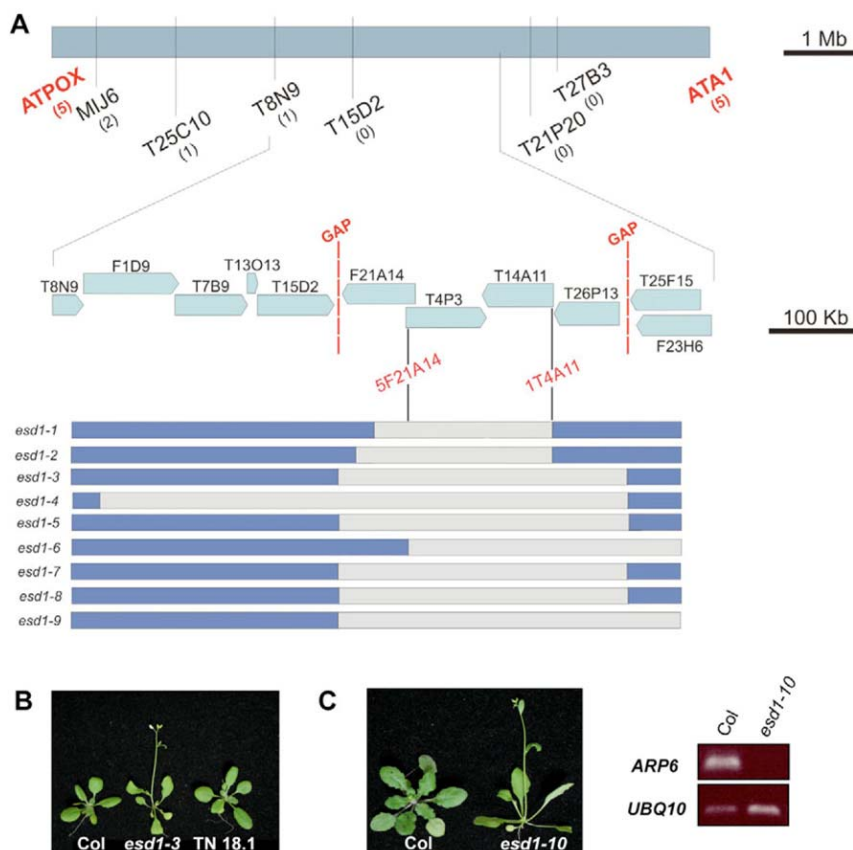 A
1 Mb
ATPOX
(5)
MIJ6
(2)
T25C10
(1)
T8N9
(1)
T15D2
(0)
T27B3
(0)
T21P20
(0)
ATA1
(5)
GAP
GAP
T8N9
F1D9
T7B9
T13O13
T15D2
F21A14
T4P3
T14A11
T26P13
T25F15
F23H6
100 Kb
5F21A14
1T4A11
esd1-1
esd1-2
esd1-3
esd1-4
esd1-5
esd1-6
esd1-7
esd1-8
esd1-9
B
Col esd1-3 TN 18.1
C
Col esd1-10
Col esd1-10
ARP6
UBQ10